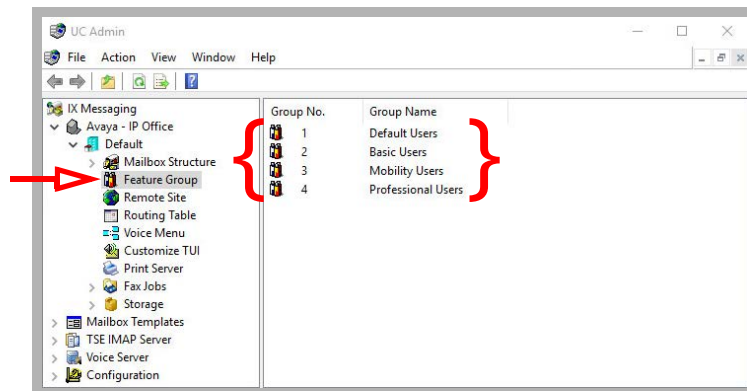 UC Admin
File Action View Window Help
IX Messaging
Avaya - IP Office
Default
Mailbox Structure
Feature Group
Remote Site
Routing Table
Voice Menu
Customize TUI
Print Server
Fax Jobs
Storage
Mailbox Templates
TSE IMAP Server
Voice Server
Configuration
Group No. Group Name
1 Default Users
2 Basic Users
3 Mobility Users
4 Professional Users